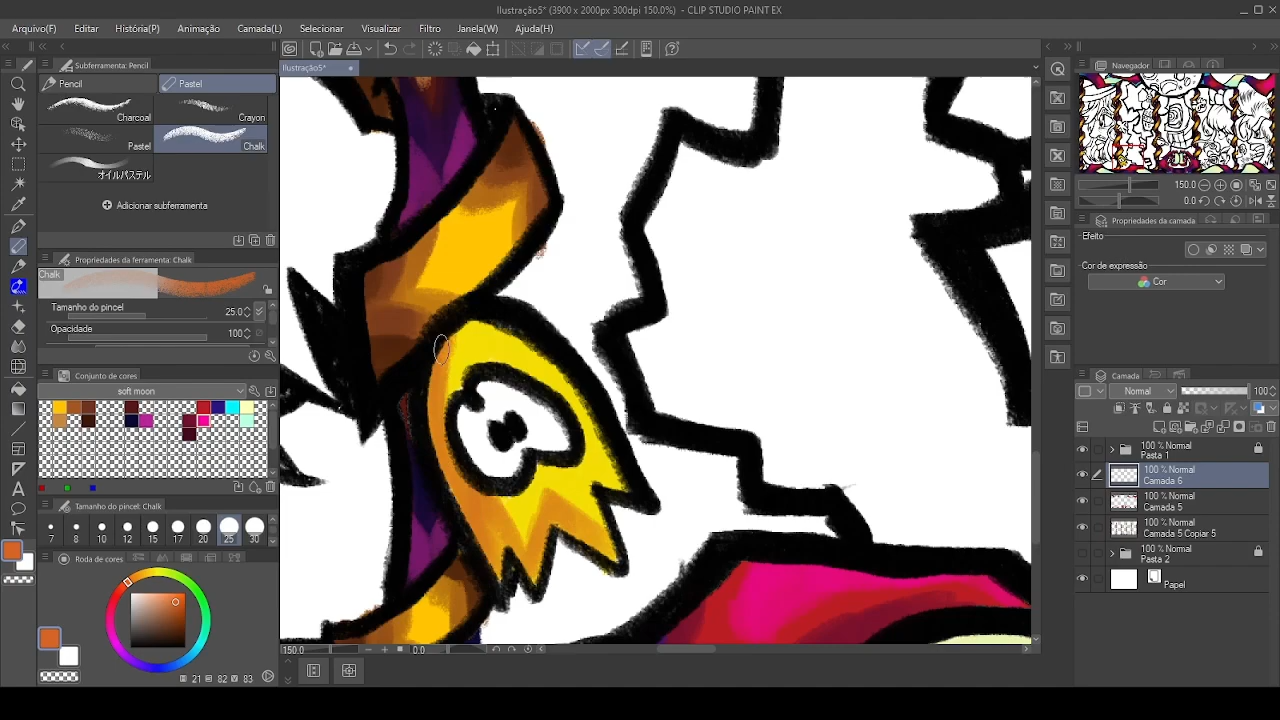 Ilustração5* (3900 x 2000px 300dpi 150.0%) - CLIP STUDIO PAINT EX
Arquivo(F) Editar História(P) Animação Camada(L) Selecionar Visualizar Filtro Janela(W) Ajuda(H)
Subferramenta: Pencil
Pencil Pastel
Charcoal Crayon
Pastel Chalk
オイルパステル
Adicionar subferramenta
Propriedades da ferramenta: Chalk
Chalk
Tamanho do pincel 25.0
Opacidade 100
Conjunto de cores
soft moon
Tamanho do pincel: Chalk
7 8 10 12 15 17 20 25 30
Roda de cores
21 82 83
Ilustração5*
150.0 0.0
Navegador
150.0
0.0
Propriedades da camada
Efeito
Cor de expressão
Cor
Camada
Normal 100
100 % Normal
Pasta 1
100 % Normal
Camada 6
100 % Normal
Camada 5
100 % Normal
Pasta 5 Copiar 5
100 % Normal
Pasta 2
Papel